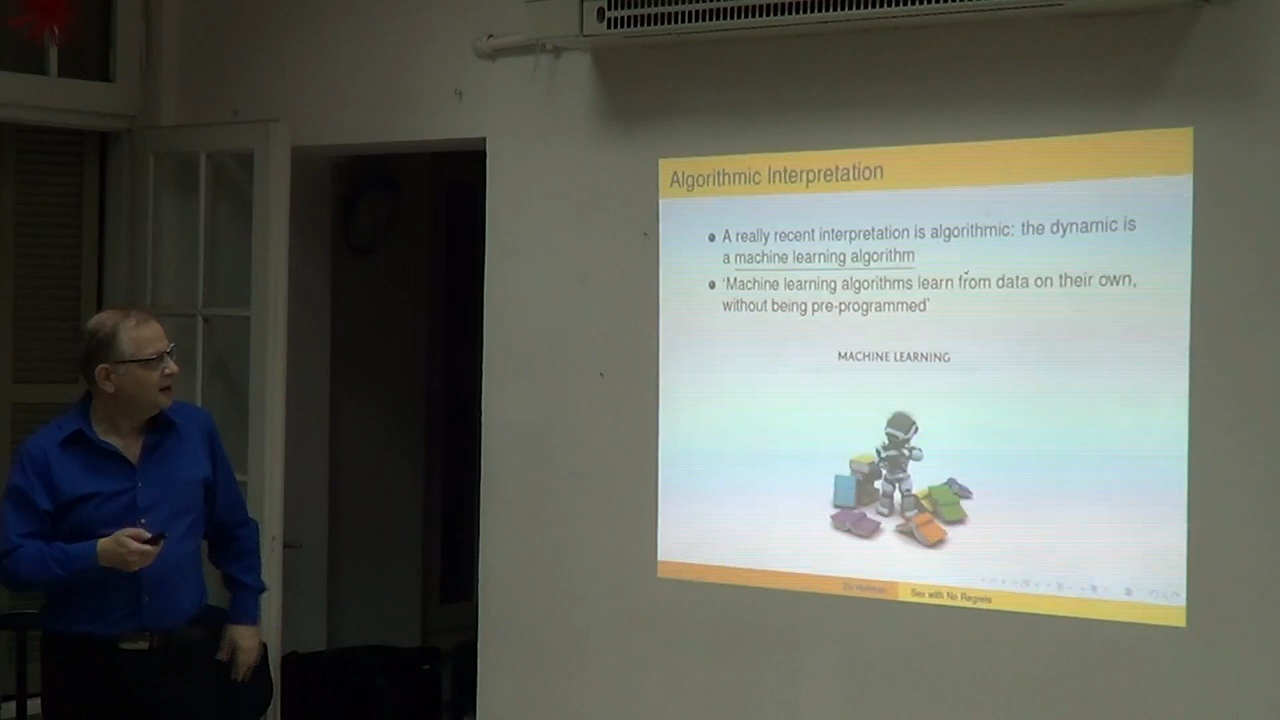 Algorithmic Interpretation
A really recent interpretation is algorithmic: the dynamic is
a machine learning algorithm
'Machine learning algorithms learn from data on their own,
without being pre-programmed'
MACHINE LEARNING
Sex with No Regrets